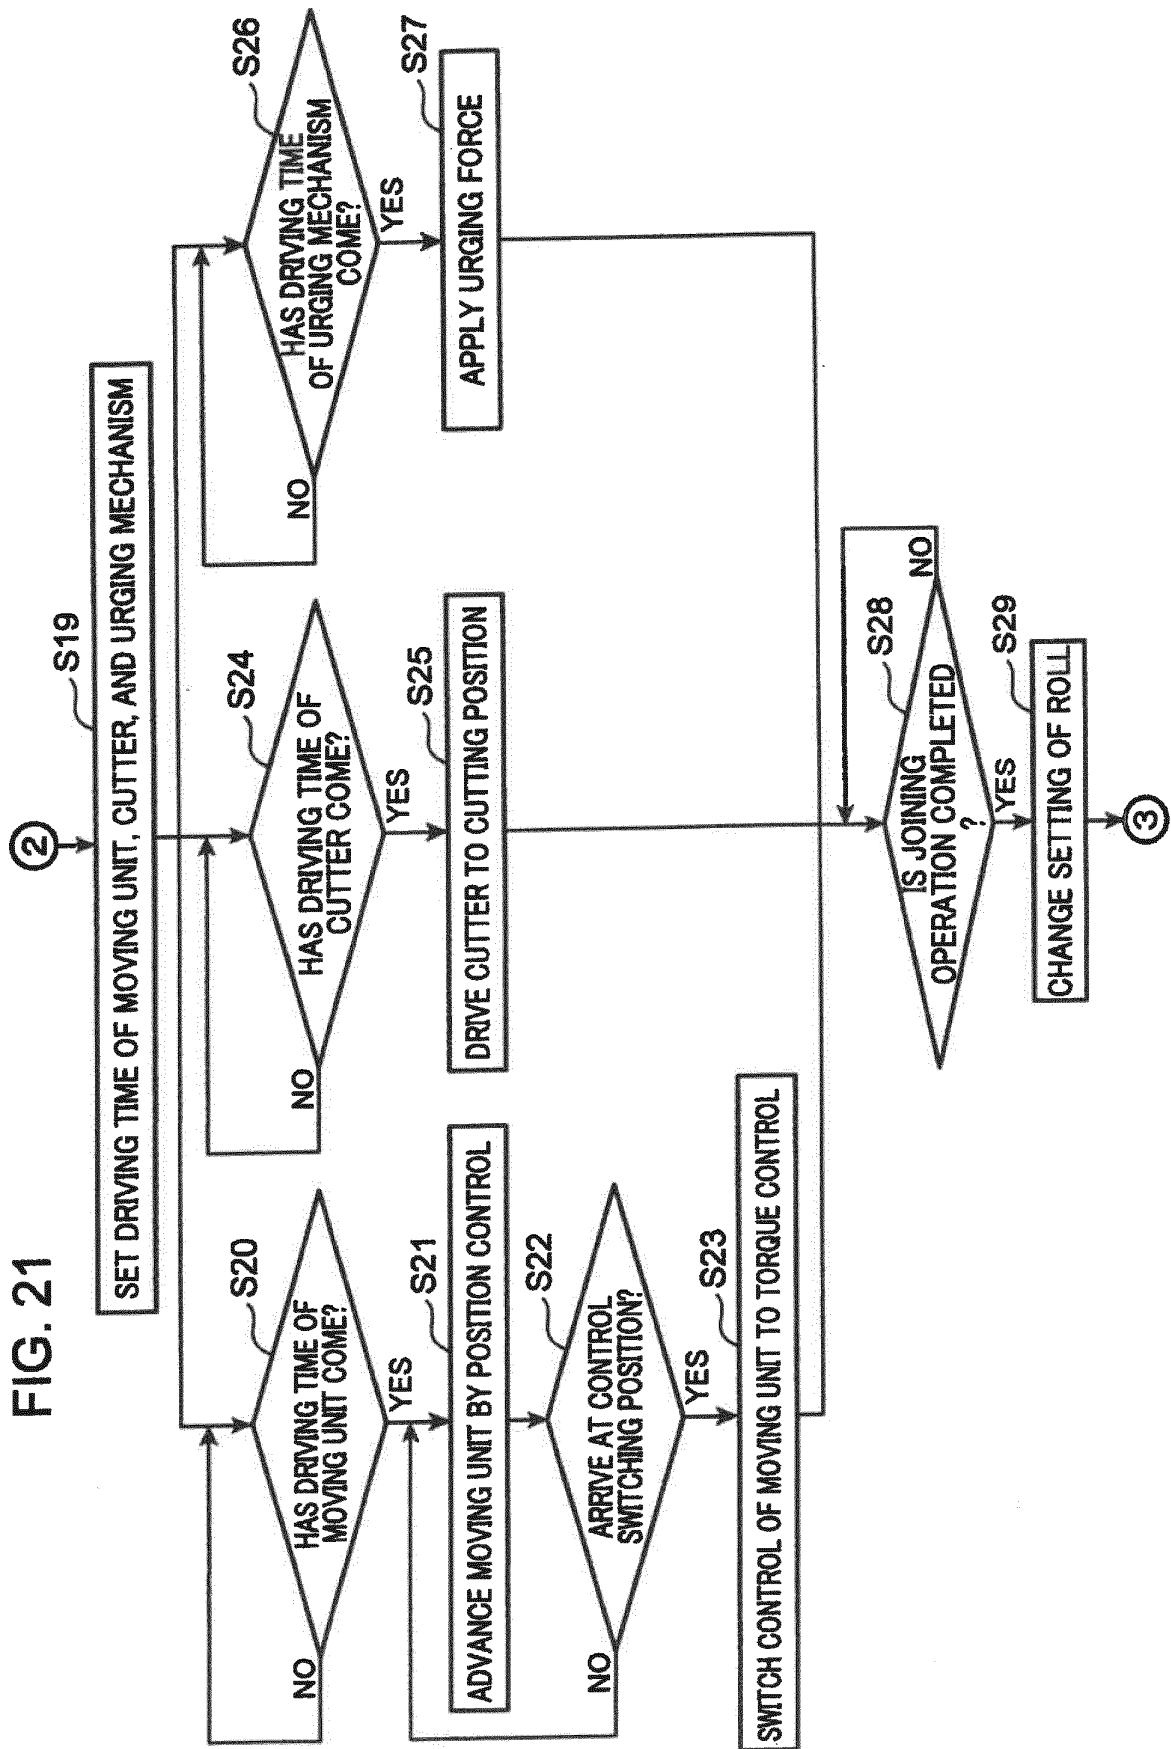 FIG. 21
2
S19
SET DRIVING TIME OF MOVING UNIT, CUTTER, AND URGING MECHANISM
S20
HAS DRIVING TIME OF
MOVING UNIT COME?
NO
YES
S21
ADVANCE MOVING UNIT BY POSITION CONTROL
S22
ARRIVE AT CONTROL
SWITCHING POSITION?
NO
YES
S23
SWITCH CONTROL OF MOVING UNIT TO TORQUE CONTROL
S24
HAS DRIVING TIME OF
CUTTER COME?
NO
YES
S25
DRIVE CUTTER TO CUTTING POSITION
S26
HAS DRIVING TIME
OF URGING MECHANISM
COME?
NO
YES
S27
APPLY URGING FORCE
S28
IS JOINING
OPERATION COMPLETED
?
NO
YES
S29
CHANGE SETTING OF ROLL
3